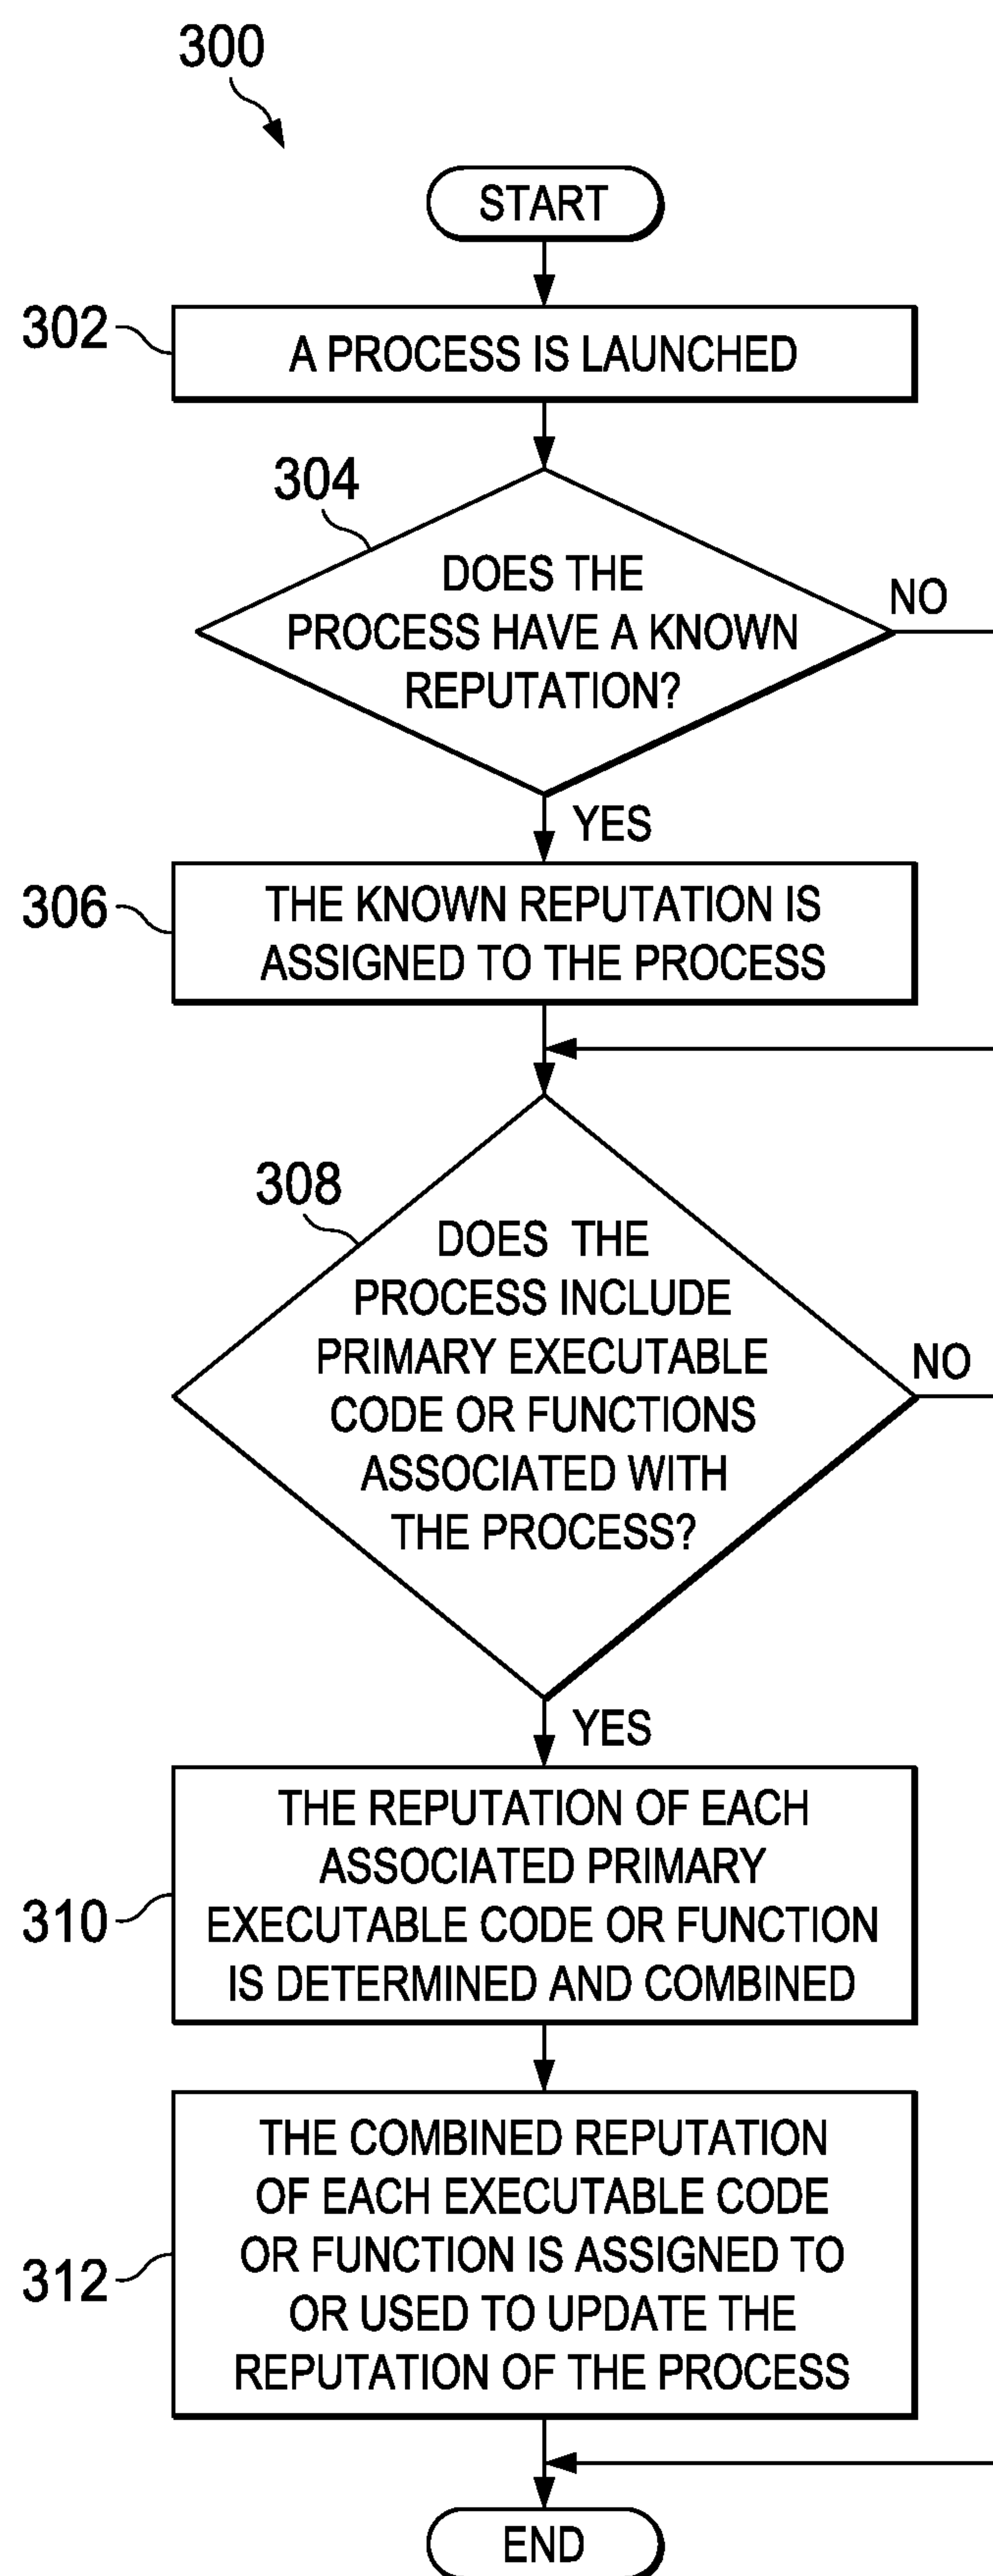 300
START
302
A PROCESS IS LAUNCHED
304
DOES THE
PROCESS HAVE A KNOWN
REPUTATION?
NO
YES
306
THE KNOWN REPUTATION IS
ASSIGNED TO THE PROCESS
308
DOES THE
PROCESS INCLUDE
PRIMARY EXECUTABLE
CODE OR FUNCTIONS
ASSOCIATED WITH
THE PROCESS?
NO
YES
310
THE REPUTATION OF EACH
ASSOCIATED PRIMARY
EXECUTABLE CODE OR FUNCTION
IS DETERMINED AND COMBINED
312
THE COMBINED REPUTATION
OF EACH EXECUTABLE CODE
OR FUNCTION IS ASSIGNED TO
OR USED TO UPDATE THE
REPUTATION OF THE PROCESS
END